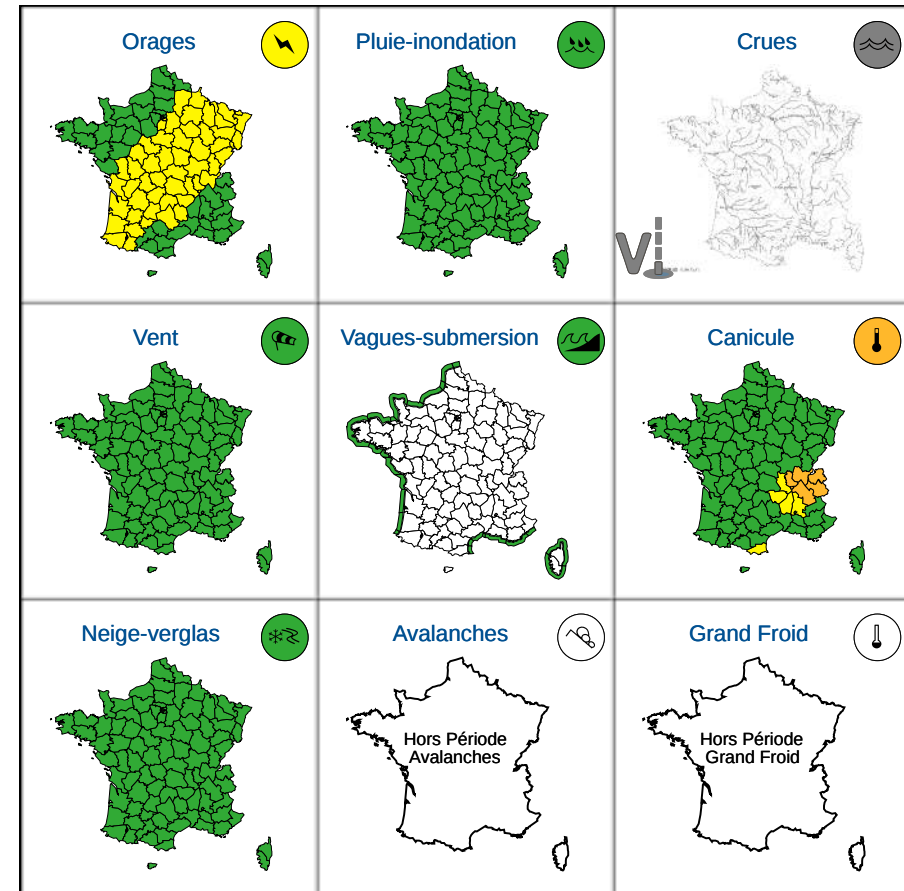 Orages
Pluie-inondation
Crues
Vi
Vent
Vagues-submersion
Canicule
Neige-verglas
Avalanches
Grand Froid
Hors Période
Avalanches
Hors Période
Grand Froid